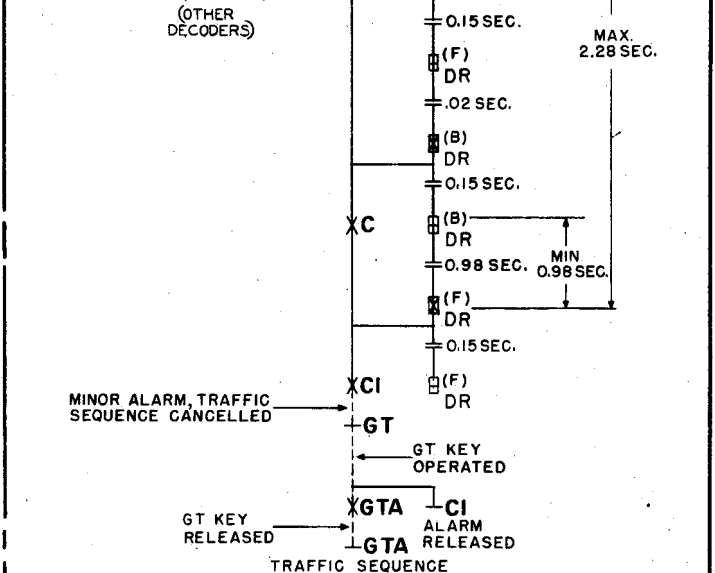 (OTHER
DECODERS)
0.15 SEC.
MAX.
2.28 SEC.
(F)
DR
.02 SEC.
(B)
DR
0.15 SEC.
C
(B)
DR
MIN
0.98 SEC.
0.98 SEC.
(F)
DR
0.15 SEC.
CI
(F)
DR
MINOR ALARM, TRAFFIC
SEQUENCE CANCELLED
GT
GT KEY
OPERATED
GTA
CI
GT KEY
RELEASED
ALARM
RELEASED
GTA
TRAFFIC SEQUENCE